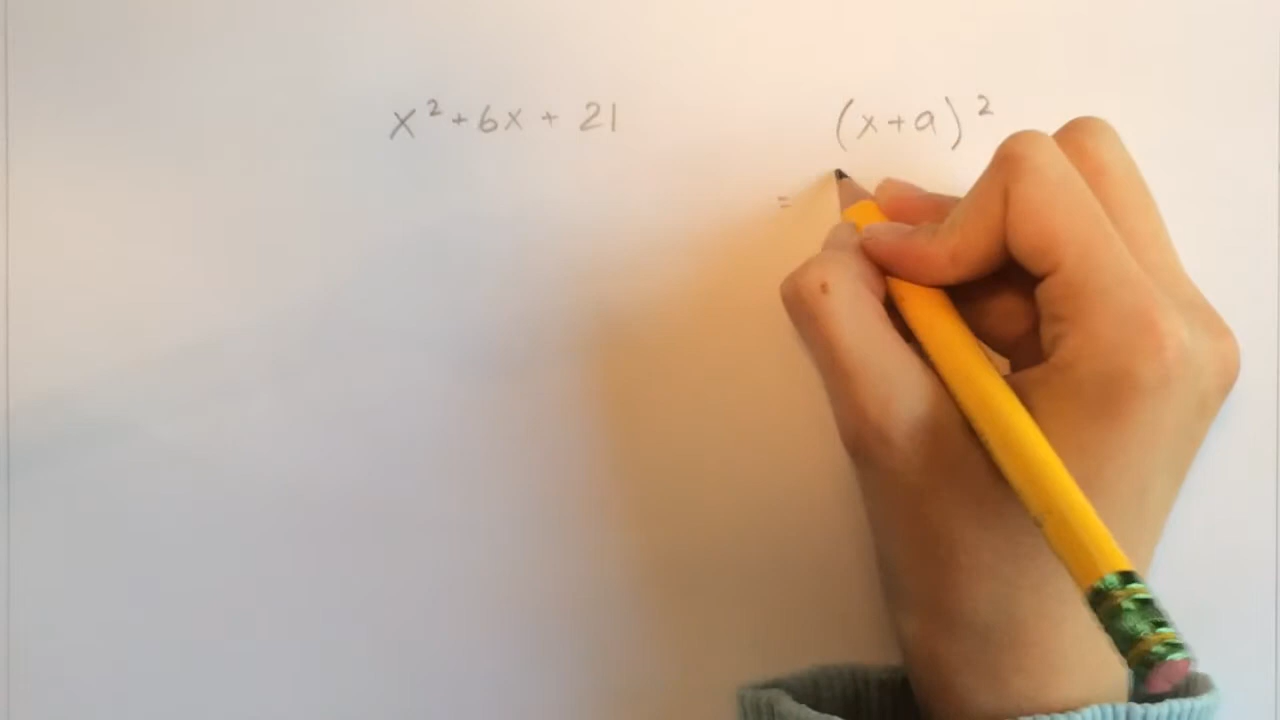 x² + 6x + 21
(x+a)²
=